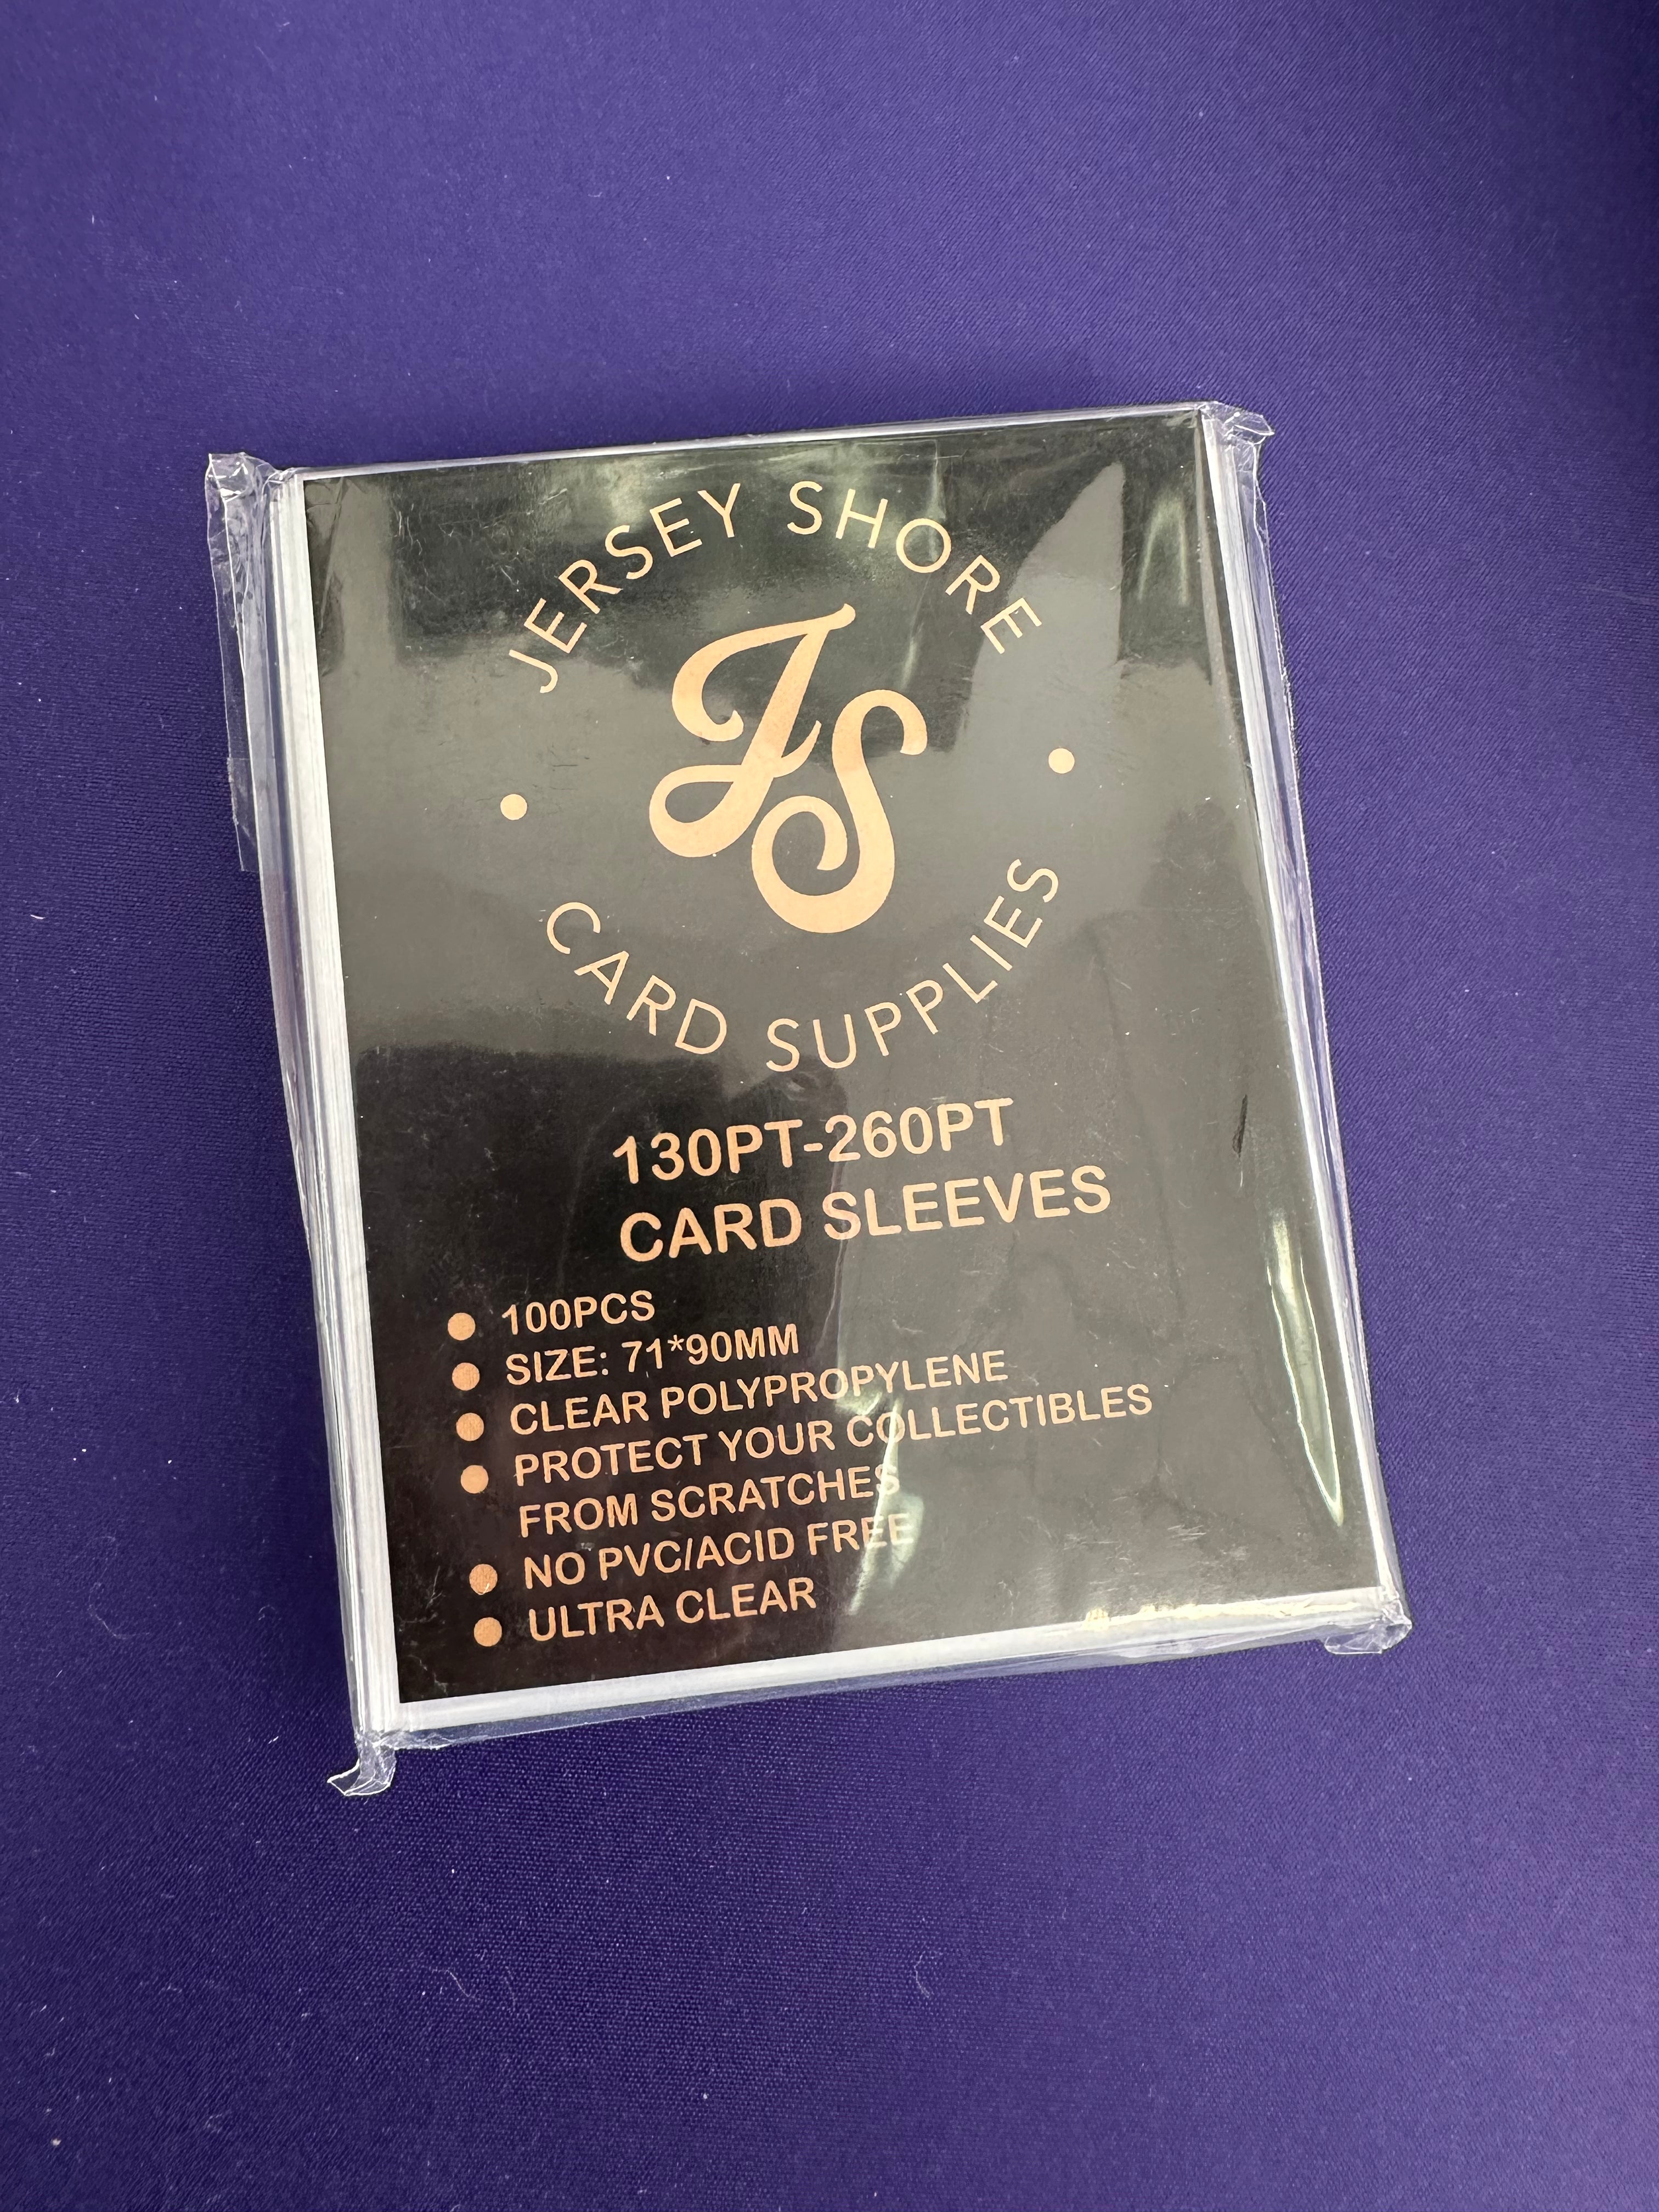 JERSEY SHORE
JS
CARD SUPPLIES
130PT-260PT
CARD SLEEVES
100PCS
SIZE: 71*90MM
CLEAR POLYPROPYLENE
PROTECT YOUR COLLECTIBLES
FROM SCRATCHES
NO PVC/ACID FREE
ULTRA CLEAR